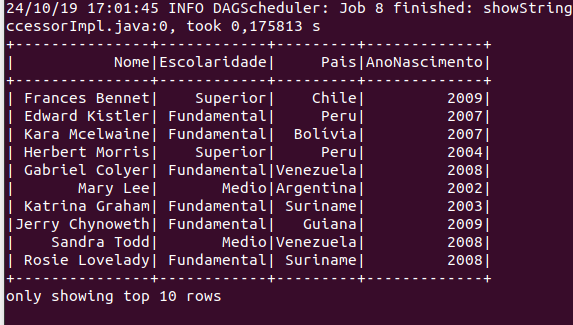 24/10/19 17:01:45 INFO DAGScheduler: Job 8 finished: showString
ccessorImpl.java:0, took 0,175813 s
+---------------+------------+---------+-------------+
|           Nome|Escolaridade|     Pais|AnoNascimento|
+---------------+------------+---------+-------------+
| Frances Bennet|    Superior|    Chile|         2009|
| Edward Kistler| Fundamental|     Peru|         2007|
| Kara Mcelwaine| Fundamental|  Bolivia|         2007|
| Herbert Morris|    Superior|     Peru|         2004|
| Gabriel Colyer| Fundamental|Venezuela|         2008|
|       Mary Lee|       Medio|Argentina|         2002|
| Katrina Graham| Fundamental| Suriname|         2003|
|Jerry Chynoweth| Fundamental|   Guiana|         2009|
|    Sandra Todd|       Medio|Venezuela|         2008|
| Rosie Lovelady| Fundamental| Suriname|         2008|
+---------------+------------+---------+-------------+
only showing top 10 rows